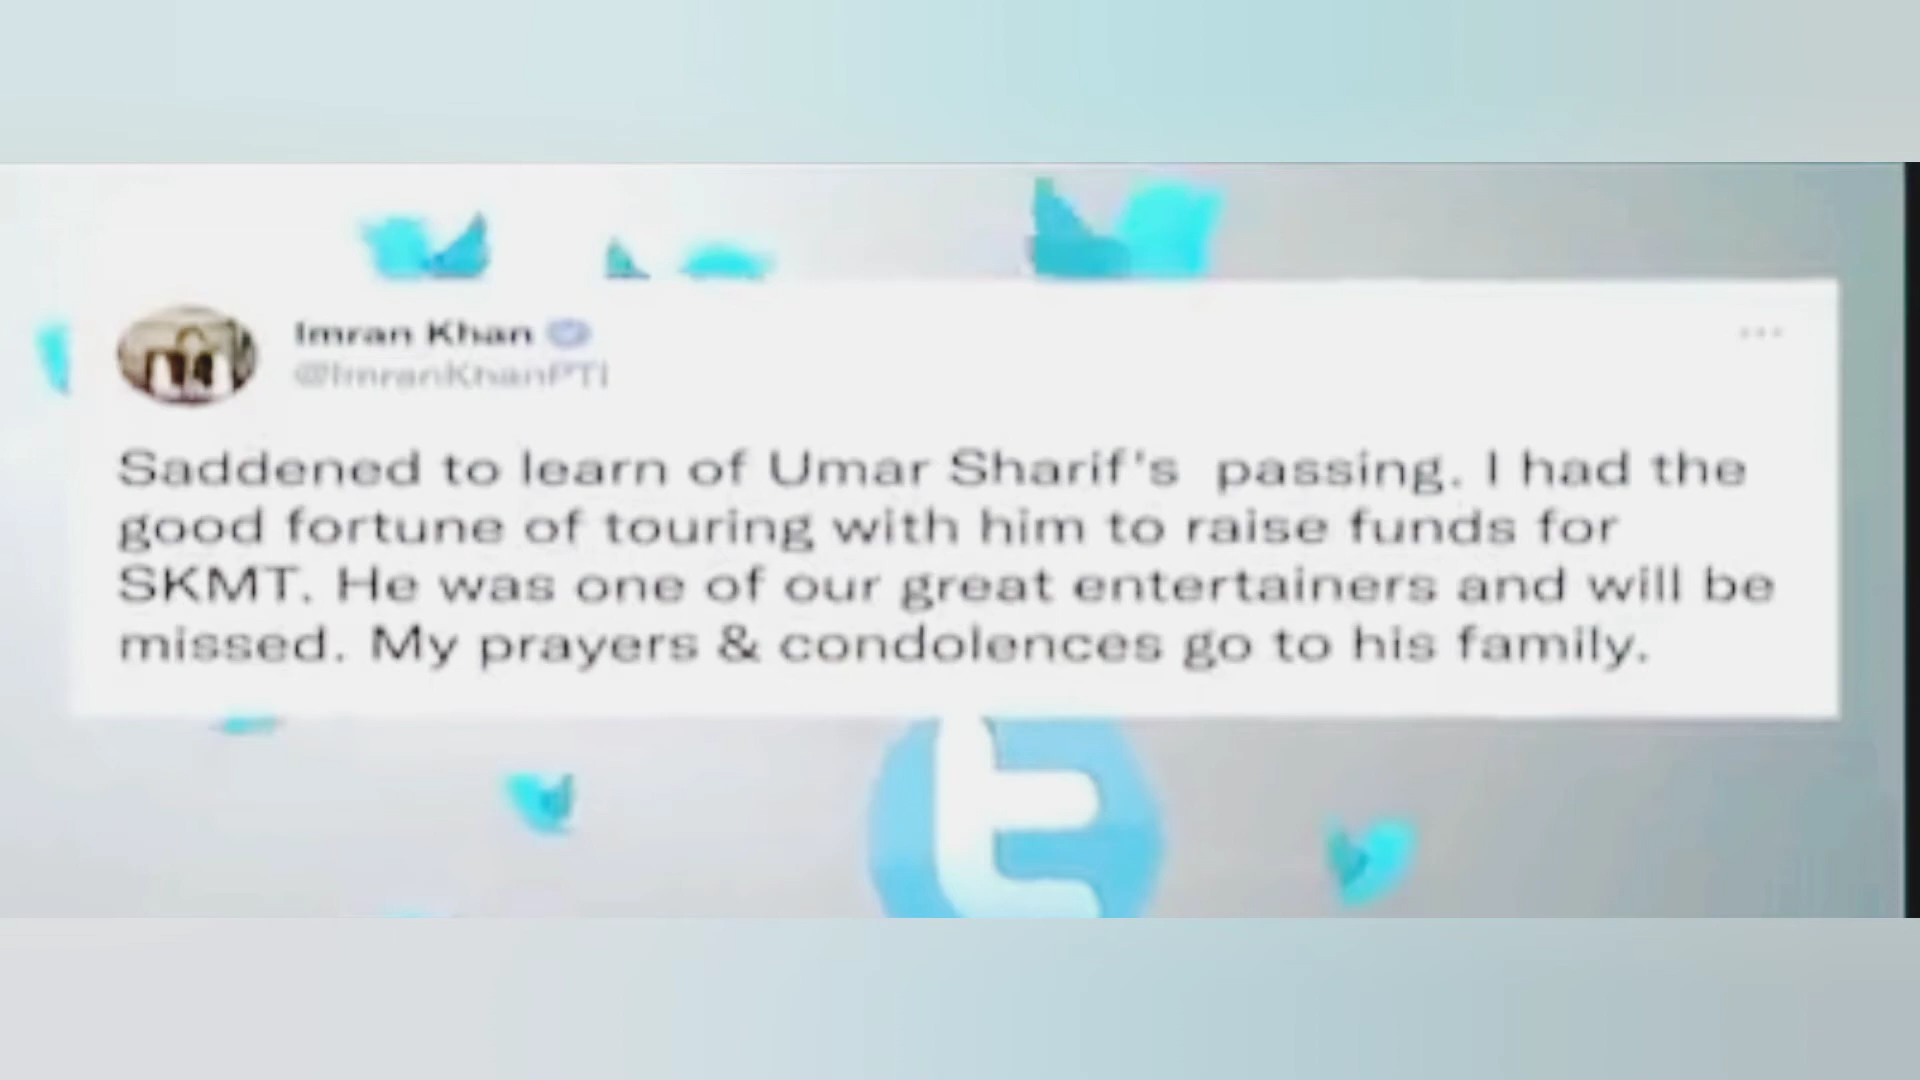 Imran Khan
@ImranKhanPTI
Saddened to learn of Umar Sharif's passing. I had the
good fortune of touring with him to raise funds for
SKMT. He was one of our great entertainers and will be
missed. My prayers & condolences go to his family.